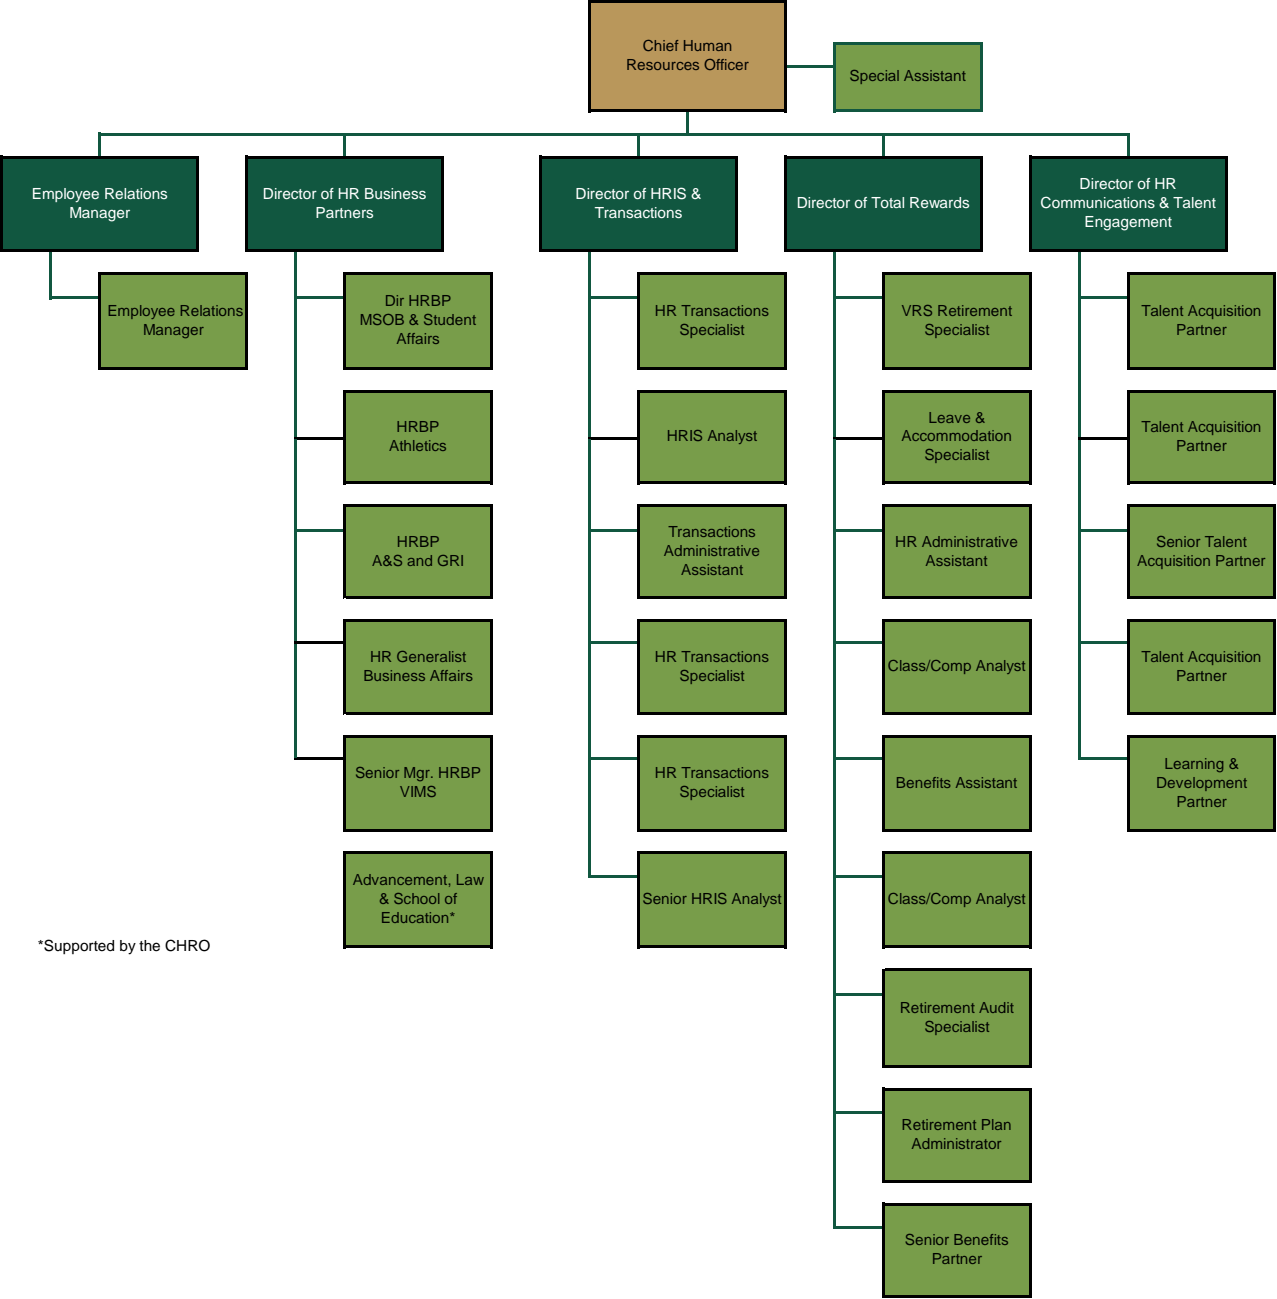 Chief Human
Resources Officer
Special Assistant
Employee Relations
Manager
Director of HR Business
Partners
Director of HRIS &
Transactions
Director of Total Rewards
Director of HR
Communications & Talent
Engagement
Employee Relations
Manager
Dir HRBP
MSOB & Student
Affairs
HRBP
Athletics
HRBP
A&S and GRI
HR Generalist
Business Affairs
Senior Mgr. HRBP
VIMS
Advancement, Law
& School of
Education*
HR Transactions
Specialist
HRIS Analyst
Transactions
Administrative
Assistant
HR Transactions
Specialist
HR Transactions
Specialist
Senior HRIS Analyst
VRS Retirement
Specialist
Leave &
Accommodation
Specialist
HR Administrative
Assistant
Class/Comp Analyst
Benefits Assistant
Class/Comp Analyst
Retirement Audit
Specialist
Retirement Plan
Administrator
Senior Benefits
Partner
Talent Acquisition
Partner
Talent Acquisition
Partner
Senior Talent
Acquisition Partner
Talent Acquisition
Partner
Learning &
Development
Partner
*Supported by the CHRO